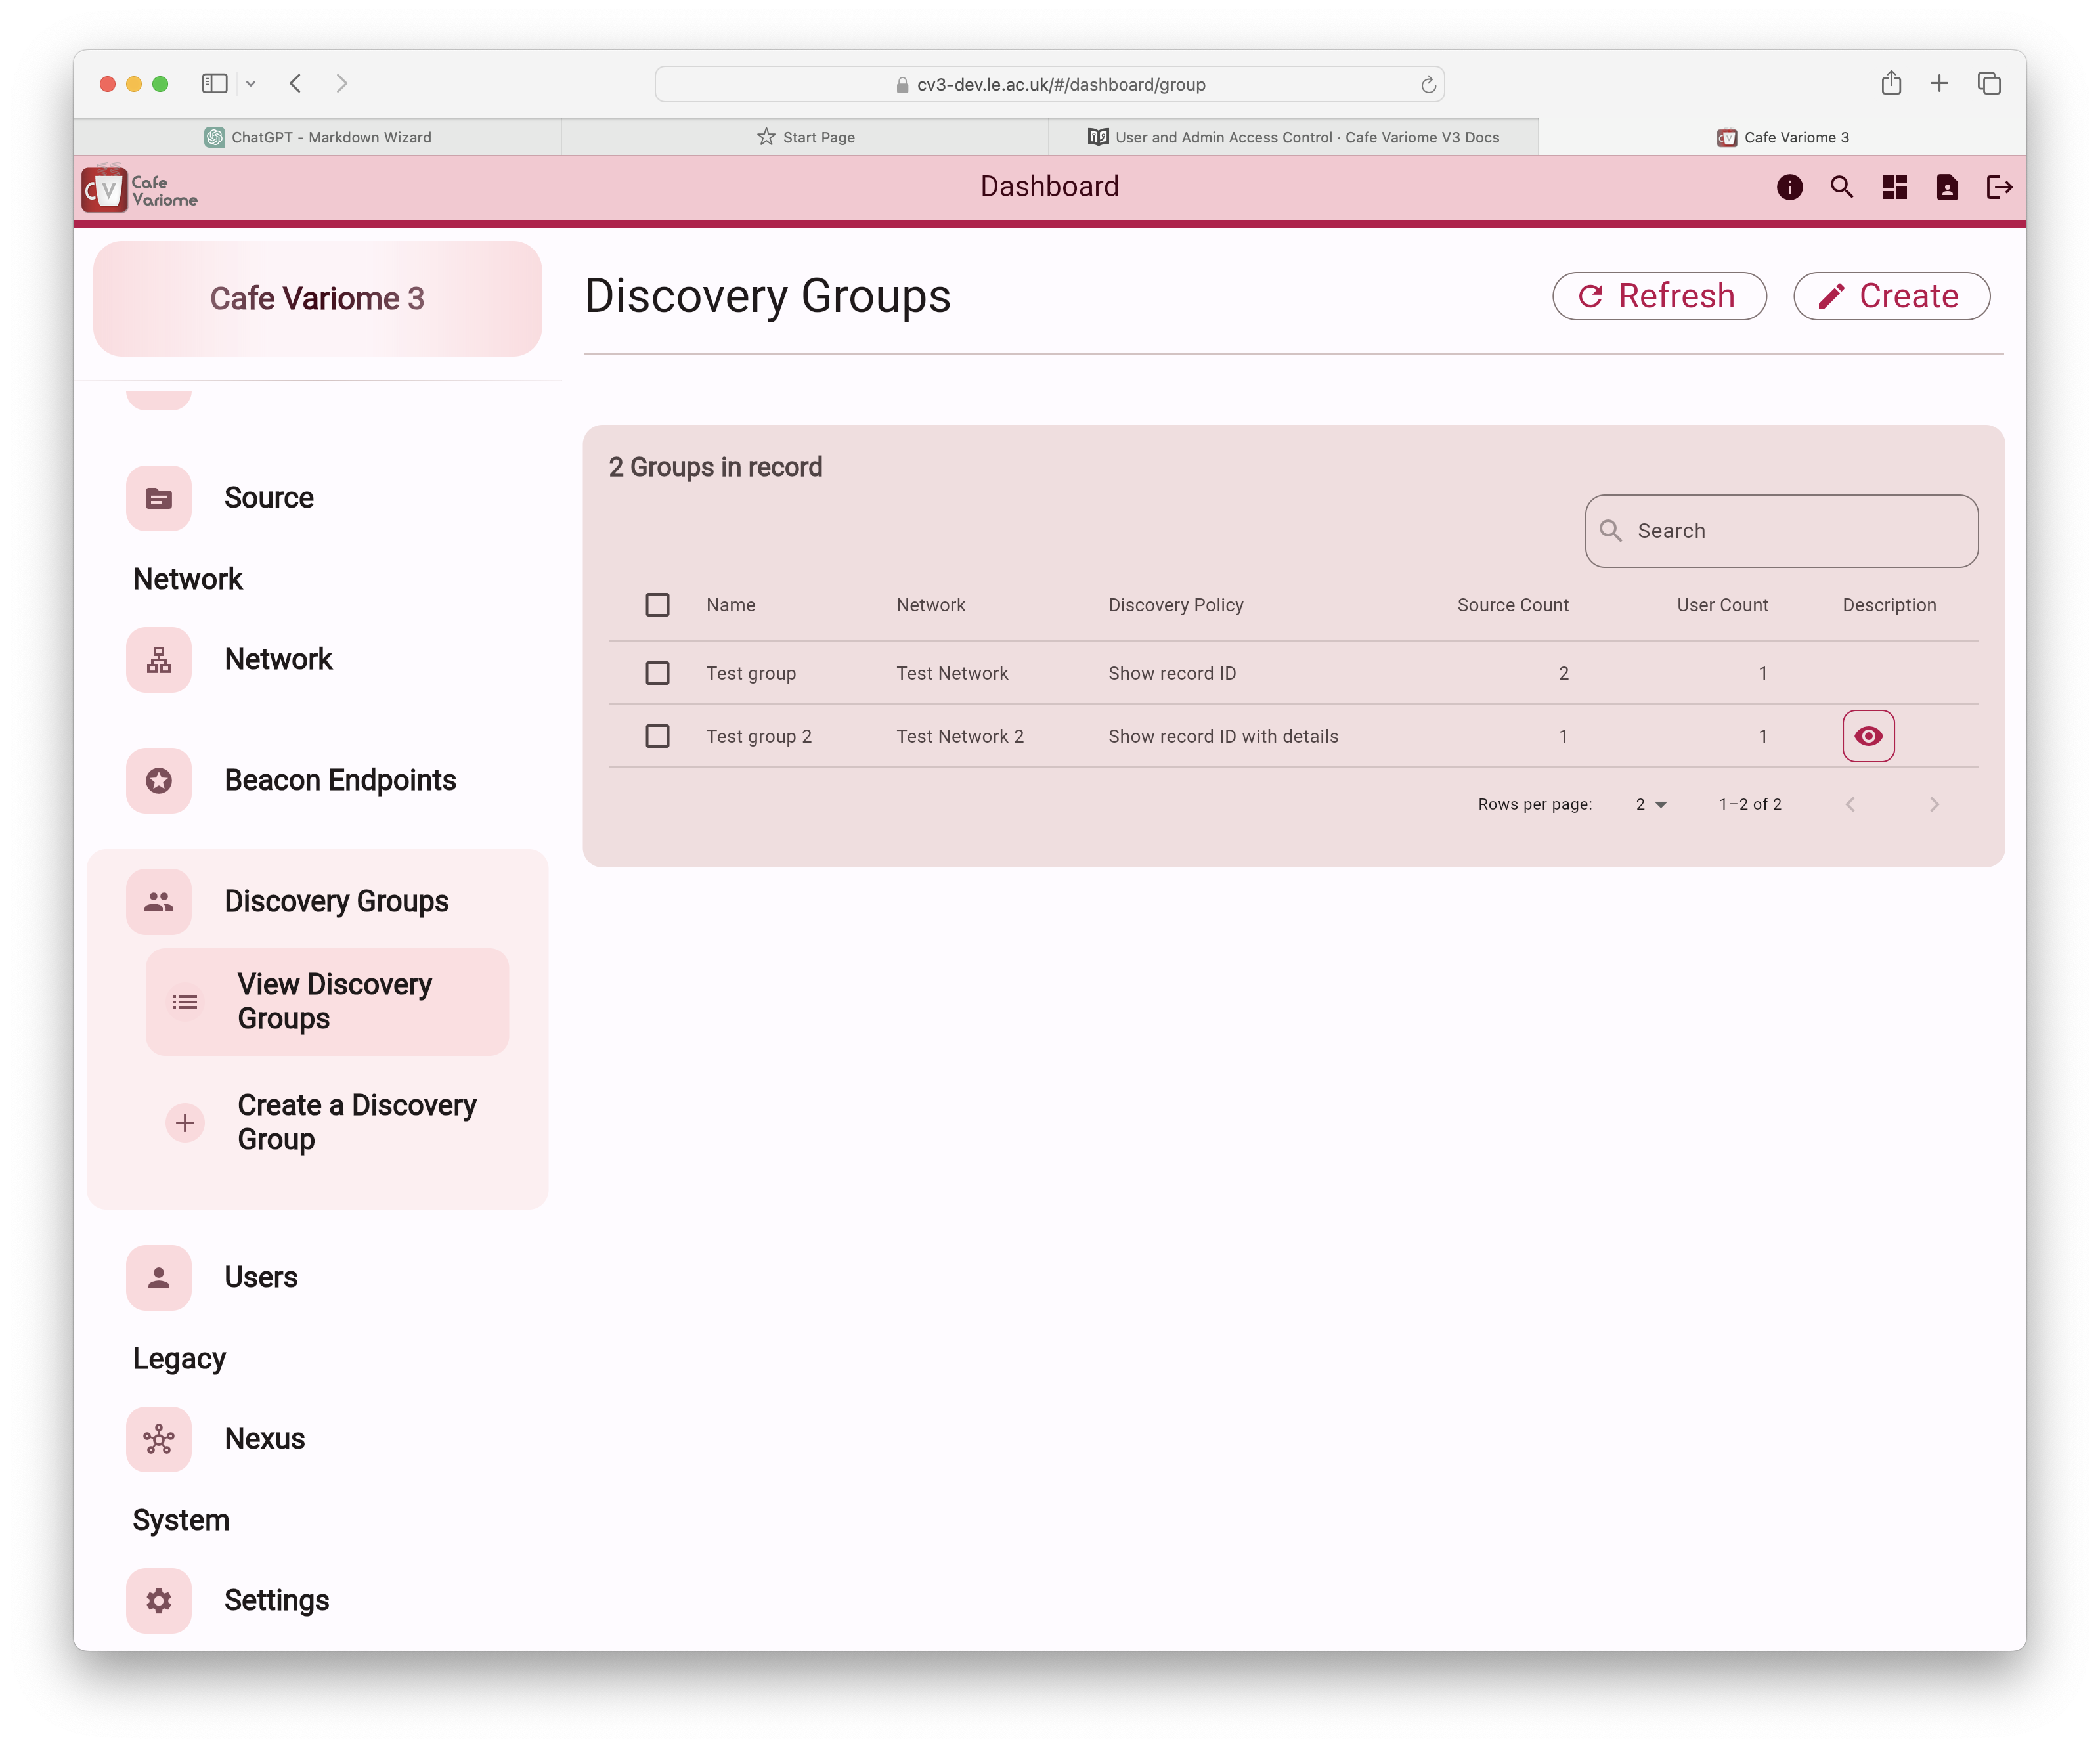 cv3-dev.le.ac.uk/#/dashboard/group
ChatGPT - Markdown Wizard
Start Page
User and Admin Access Control · Cafe Variome V3 Docs
Cafe Variome 3
CV Cafe
Variome
Dashboard
Cafe Variome 3
Source
Network
Network
Beacon Endpoints
Discovery Groups
View Discovery
Groups
Create a Discovery
Group
Users
Legacy
Nexus
System
Settings
Discovery Groups
Refresh
Create
2 Groups in record
Search
Name Network Discovery Policy Source Count User Count Description
Test group Test Network Show record ID 2 1
Test group 2 Test Network 2 Show record ID with details 1 1
Rows per page: 2 1–2 of 2